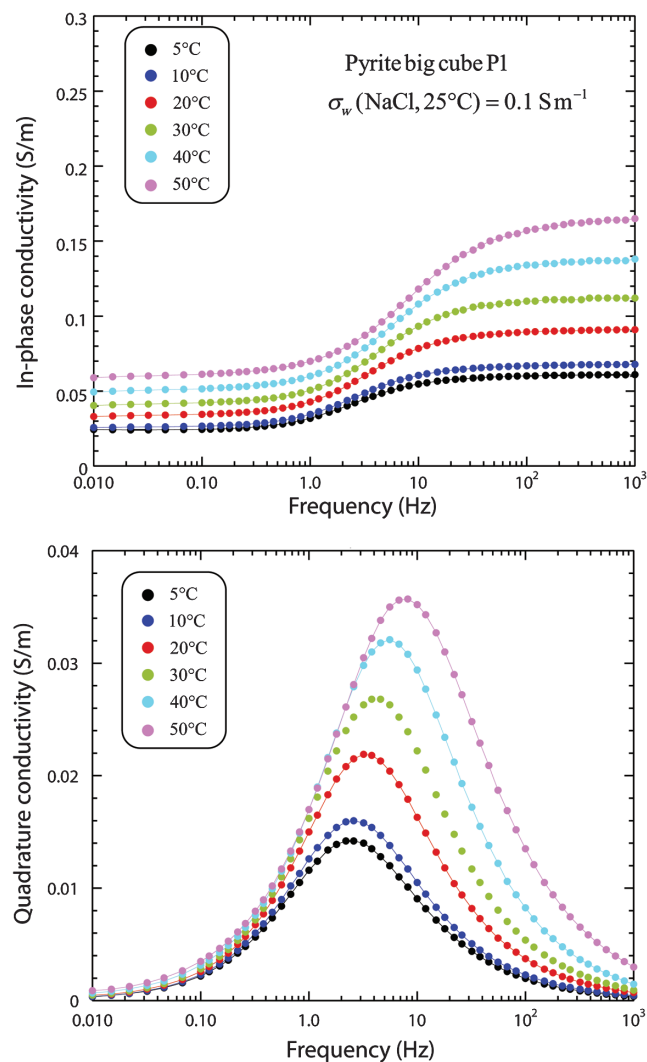 0.3
0.25
0.2
0.15
0.1
0.05
0
In-phase conductivity (S/m)
5°C
10°C
20°C
30°C
40°C
50°C
Pyrite big cube P1
σw (NaCl, 25°C) = 0.1 S m⁻¹
0.010 0.10 1.0 10 10² 10³
Frequency (Hz)
0.04
0.03
0.02
0.01
0
Quadrature conductivity (S/m)
5°C
10°C
20°C
30°C
40°C
50°C
0.010 0.10 1.0 10 10² 10³
Frequency (Hz)